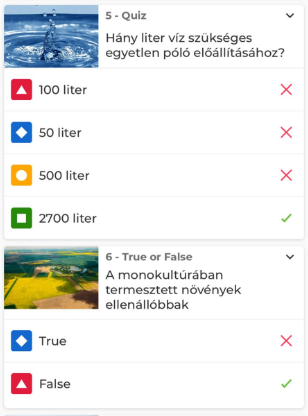 5 - Quiz
Hány liter víz szükséges
egyetlen póló előállításához?
100 liter
50 liter
500 liter
2700 liter
6 - True or False
A monokultúrában
termesztett növények
ellenállóbbak
True
False